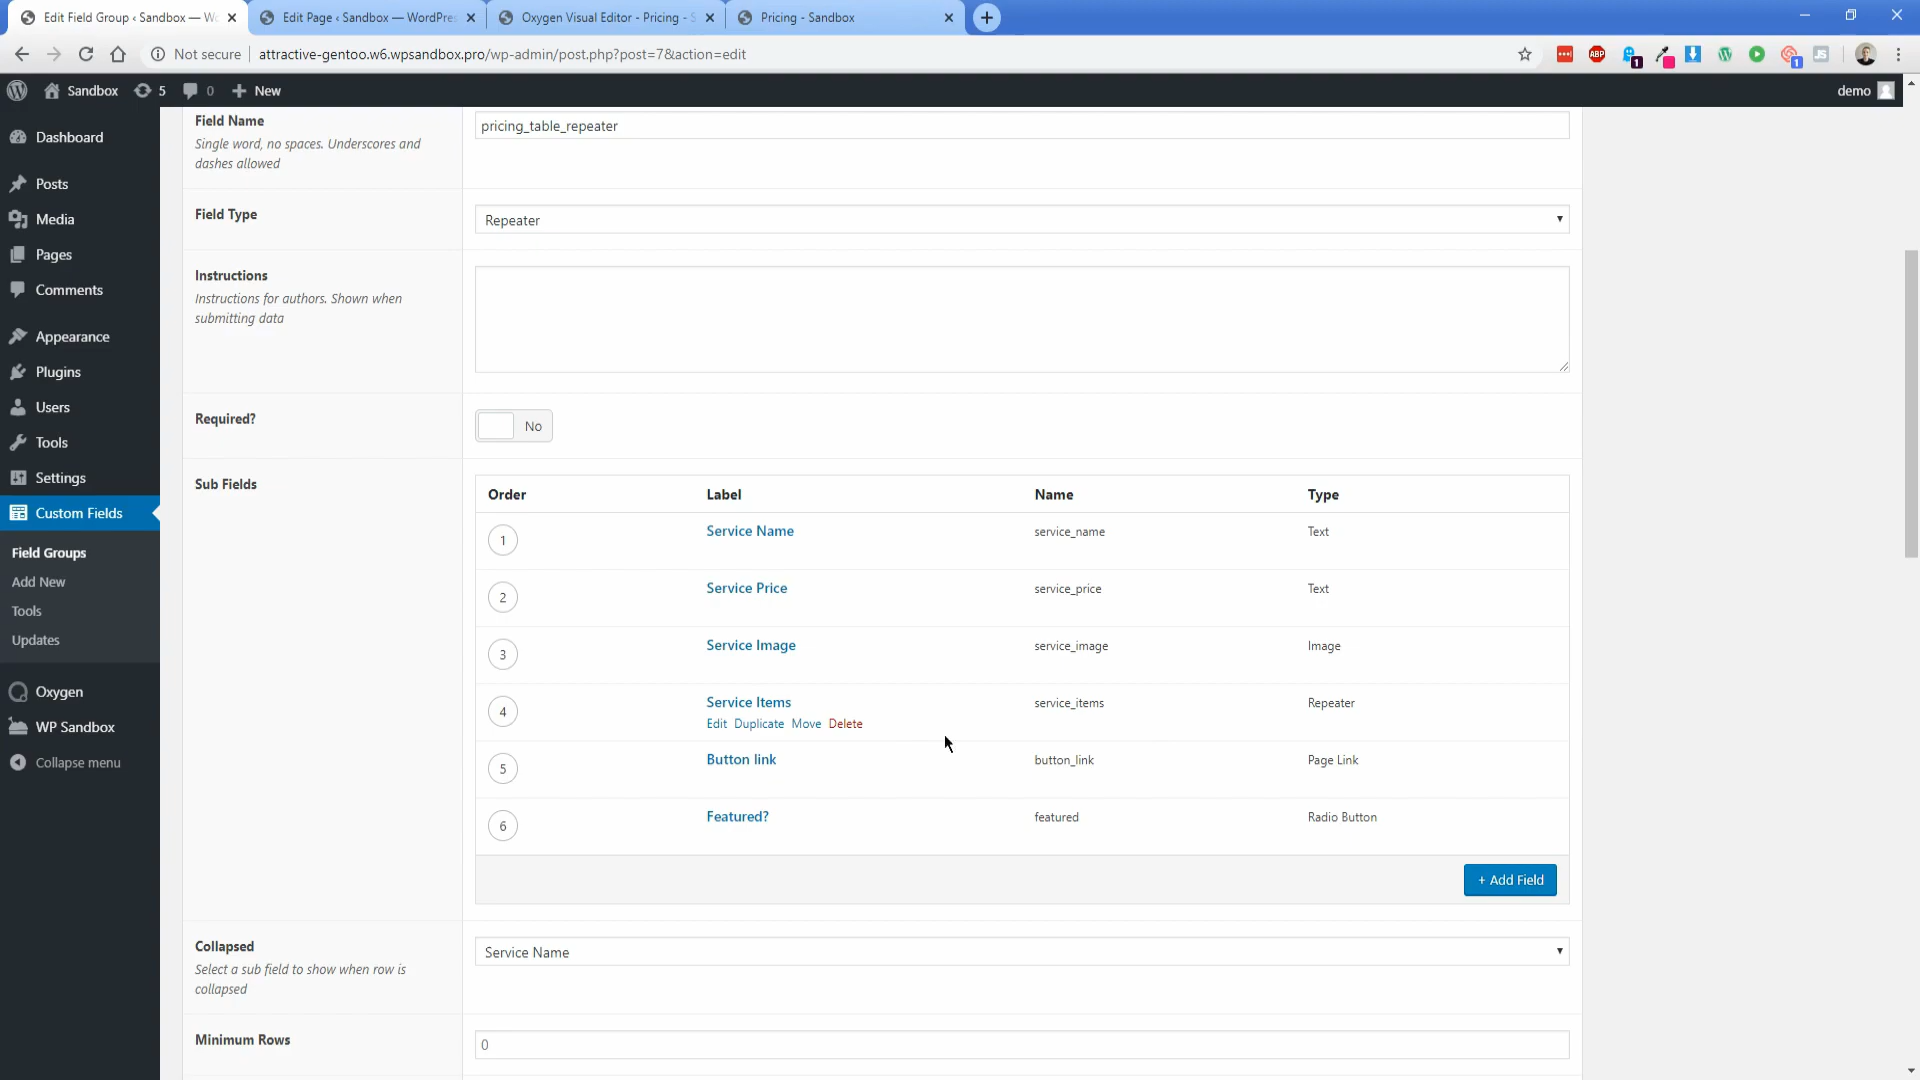 Edit Field Group ‹ Sandbox — Wo
Edit Page ‹ Sandbox — WordPres
Oxygen Visual Editor - Pricing - S
Pricing - Sandbox
Not secure
attractive-gentoo.w6.wpsandbox.pro/wp-admin/post.php?post=7&action=edit
ABP
1
1
JS
Sandbox
5
0
New
demo
Dashboard
Posts
Media
Pages
Comments
Appearance
Plugins
Users
Tools
Settings
Custom Fields
Field Groups
Add New
Tools
Updates
Oxygen
WP Sandbox
Collapse menu
Field Name
Single word, no spaces. Underscores and
dashes allowed
pricing_table_repeater
Field Type
Repeater
Instructions
Instructions for authors. Shown when
submitting data
Required?
No
Sub Fields
Order Label Name Type
1 Service Name service_name Text
2 Service Price service_price Text
3 Service Image service_image Image
4 Service Items service_items Repeater
Edit Duplicate Move Delete
5 Button link button_link Page Link
6 Featured? featured Radio Button
+ Add Field
Collapsed
Select a sub field to show when row is
collapsed
Service Name
Minimum Rows
0